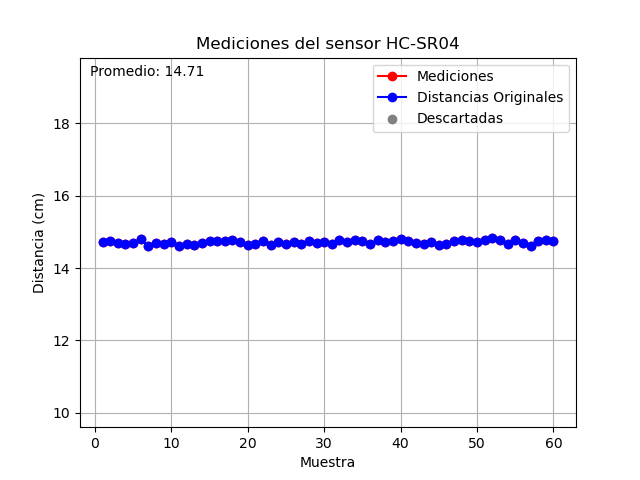 Mediciones del sensor HC-SR04
Promedio: 14.71
Mediciones
Distancias Originales
Descartadas
Distancia (cm)
18
16
14
12
10
0 10 20 30 40 50 60
Muestra